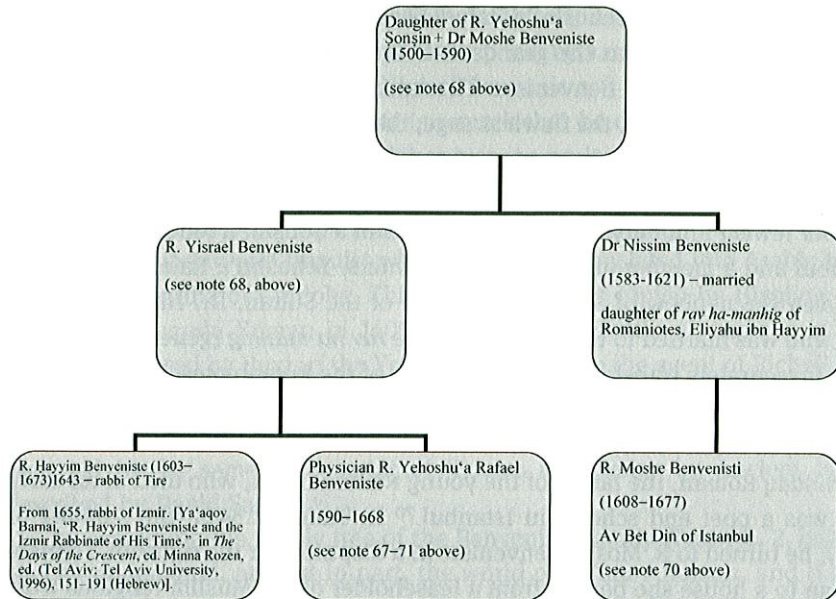 Daughter of R. Yehoshu‘a
Ṣonṣin + Dr Moshe Benveniste
(1500–1590)
(see note 68 above)
R. Yisrael Benveniste
(see note 68, above)
Dr Nissim Benveniste
(1583-1621) – married
daughter of rav ha-manhig of
Romaniotes, Eliyahu ibn Ḥayyim
R. Ḥayyim Benveniste (1603–
1673)1643 – rabbi of Tire
From 1655, rabbi of Izmir. [Ya‘aqov
Barnai, “R. Hayyim Benveniste and the
Izmir Rabbinate of His Time,” in The
Days of the Crescent, ed. Minna Rozen,
ed. (Tel Aviv: Tel Aviv University,
1996), 151–191 (Hebrew)].
Physician R. Yehoshu‘a Rafael
Benveniste
1590–1668
(see note 67–71 above)
R. Moshe Benvenisti
(1608–1677)
Av Bet Din of Istanbul
(see note 70 above)